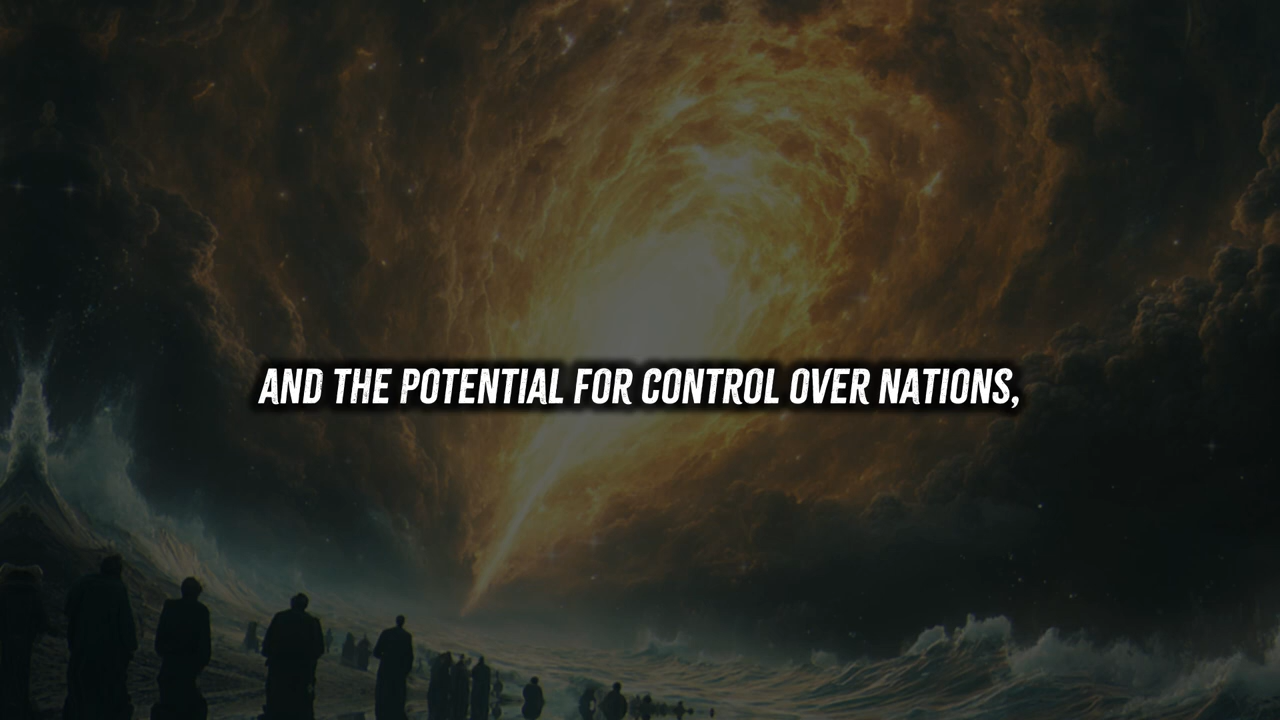 AND THE POTENTIAL FOR CONTROL OVER NATIONS,